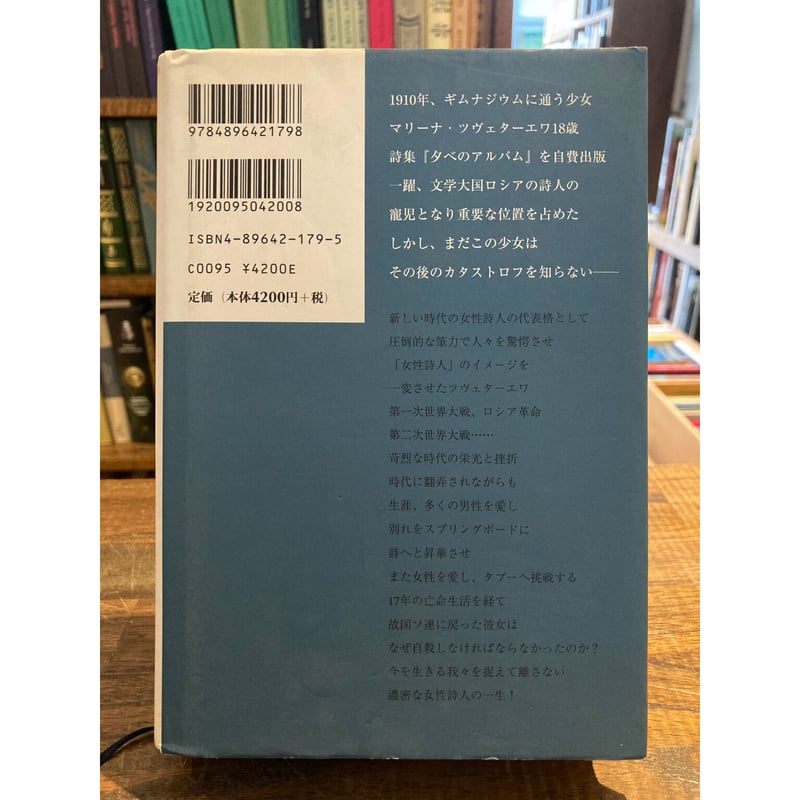 9784896421798
1920095042008
ISBN4-89642-179-5
C0095 ¥4200E
定価（本体4200円+税）
1910年、ギムナジウムに通う少女
マリーナ・ツヴェターエワ18歳
詩集『夕べのアルバム』を自費出版
一躍、文学大国ロシアの詩人の
寵児となり重要な位置を占めた
しかし、まだこの少女は
その後のカタストロフを知らない――
新しい時代の女性詩人の代表格として
圧倒的な筆力で人々を驚愕させ
「女性詩人」のイメージを
一変させたツヴェターエワ
第一次世界大戦、ロシア革命
第二次世界大戦……
苛烈な時代の栄光と挫折
時代に翻弄されながらも
生涯、多くの男性を愛し
別れをスプリングボードに
詩へと昇華させ
また女性を愛し、タブーへ挑戦する
17年の亡命生活を経て
故国ソ連に戻った彼女は
なぜ自殺しなければならなかったのか？
今を生きる我々を捉えて離さない
濃密な女性詩人の一生！